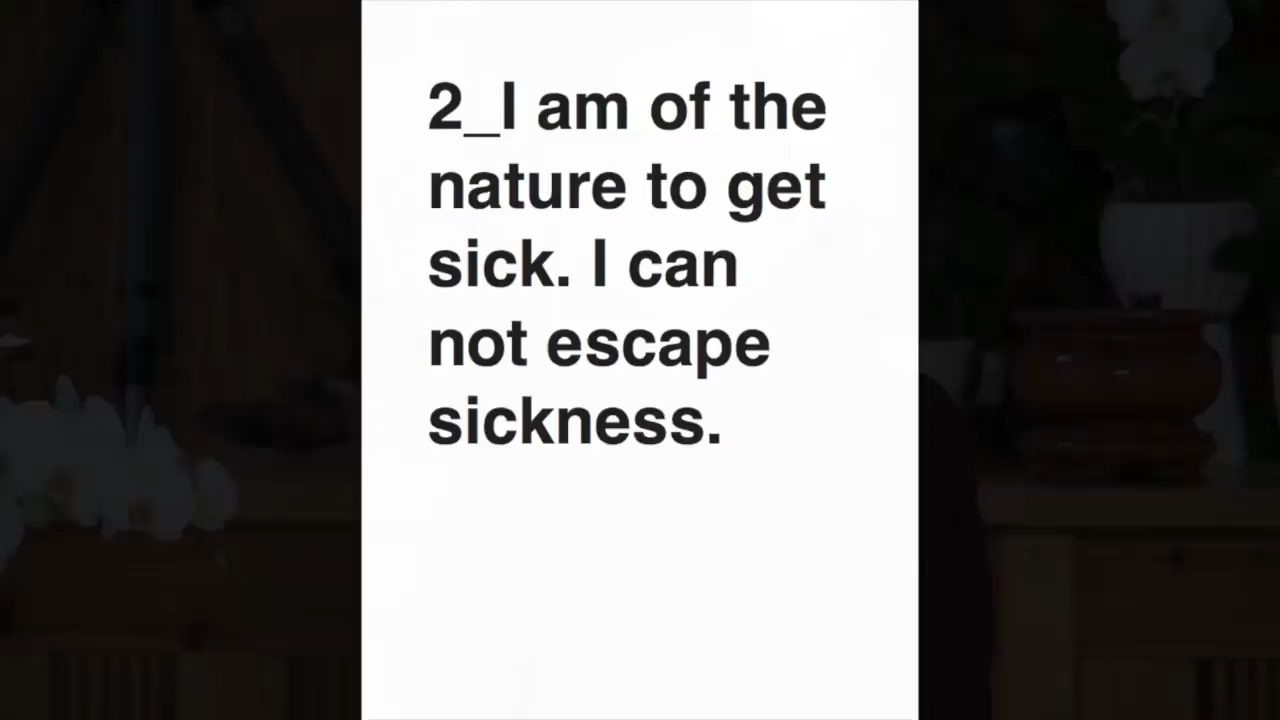 2_I am of the
nature to get
sick. I can
not escape
sickness.